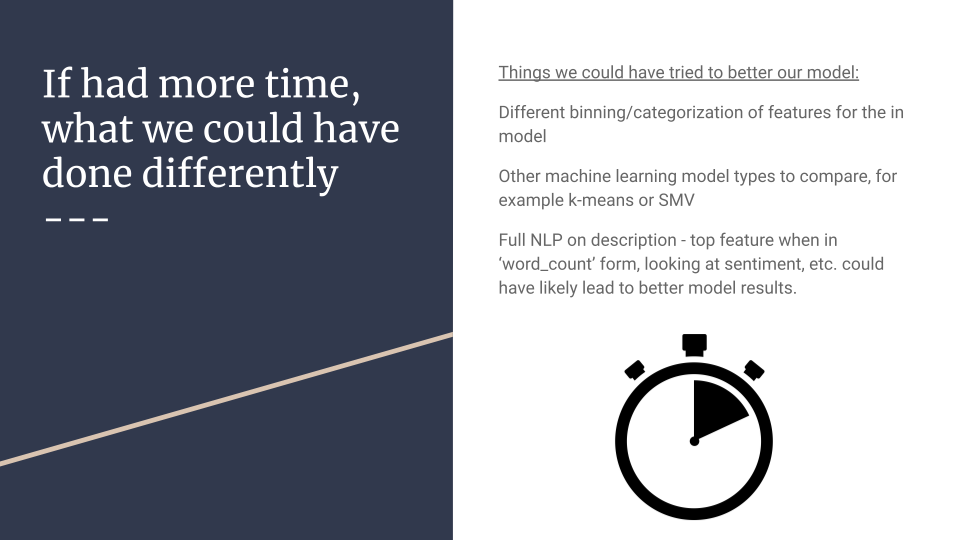 If had more time,
what we could have
done differently
---
Things we could have tried to better our model:
Different binning/categorization of features for the in
model
Other machine learning model types to compare, for
example k-means or SMV
Full NLP on description - top feature when in
‘word_count’ form, looking at sentiment, etc. could
have likely lead to better model results.